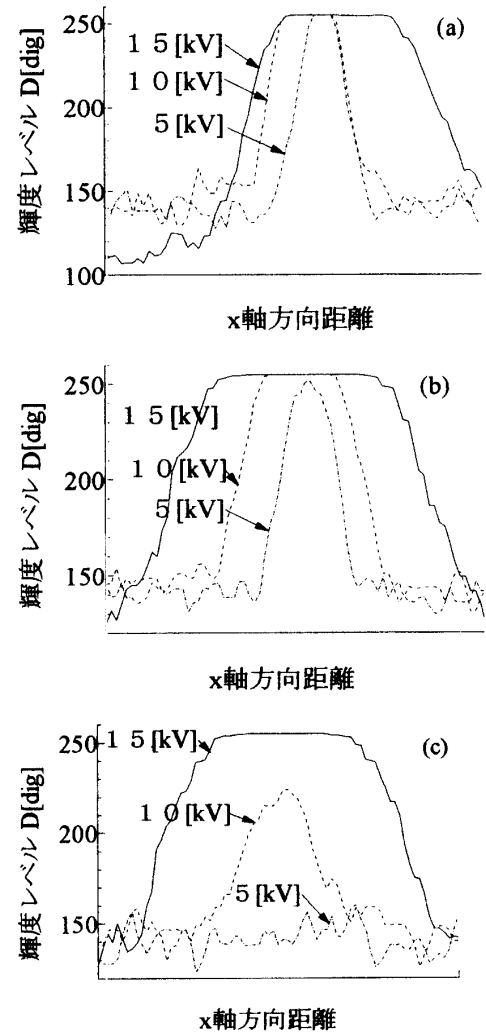 (a)
250
１５[kV]
１０[kV]
200
5 [kV]
150
100
輝度レベル D[dig]
x軸方向距離
(b)
250
１５[kV]
１０[kV]
200
5 [kV]
150
輝度レベル D[dig]
x軸方向距離
(c)
250
１５[kV]
１０[kV]
200
5 [kV]
150
輝度レベル D[dig]
x軸方向距離